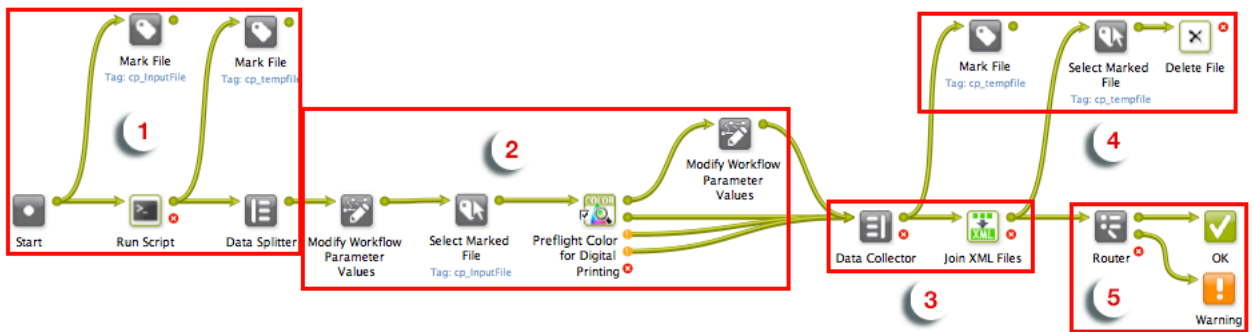 Mark File
Tag: cp_InputFile
Mark File
Tag: cp_tempfile
1
Start
Run Script
Data Splitter
2
Modify Workflow
Parameter
Values
Select Marked
File
Tag: cp_InputFile
COLOR
Preflight Color
for Digital
Printing
Modify Workflow
Parameter
Values
Data Collector
XML
Join XML Files
3
Mark File
Tag: cp_tempfile
Select Marked
File
Tag: cp_tempfile
Delete File
4
Router
OK
Warning
5